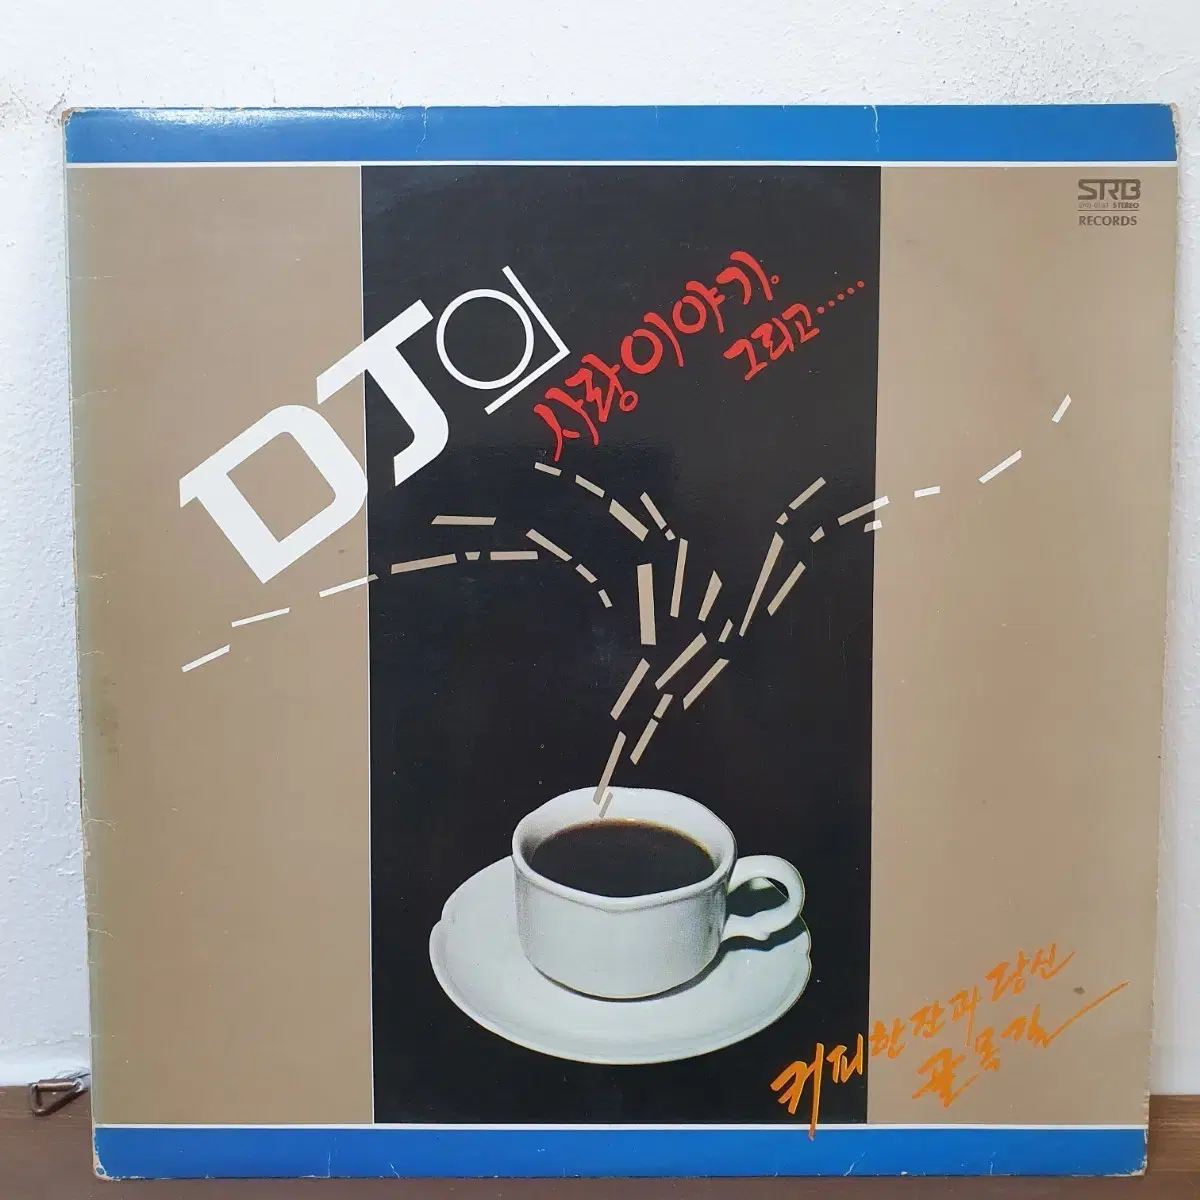 SRB
STEREO
RECORDS
DJ의
사랑이야기.
그리고.....
커피한잔과 당신
골목길